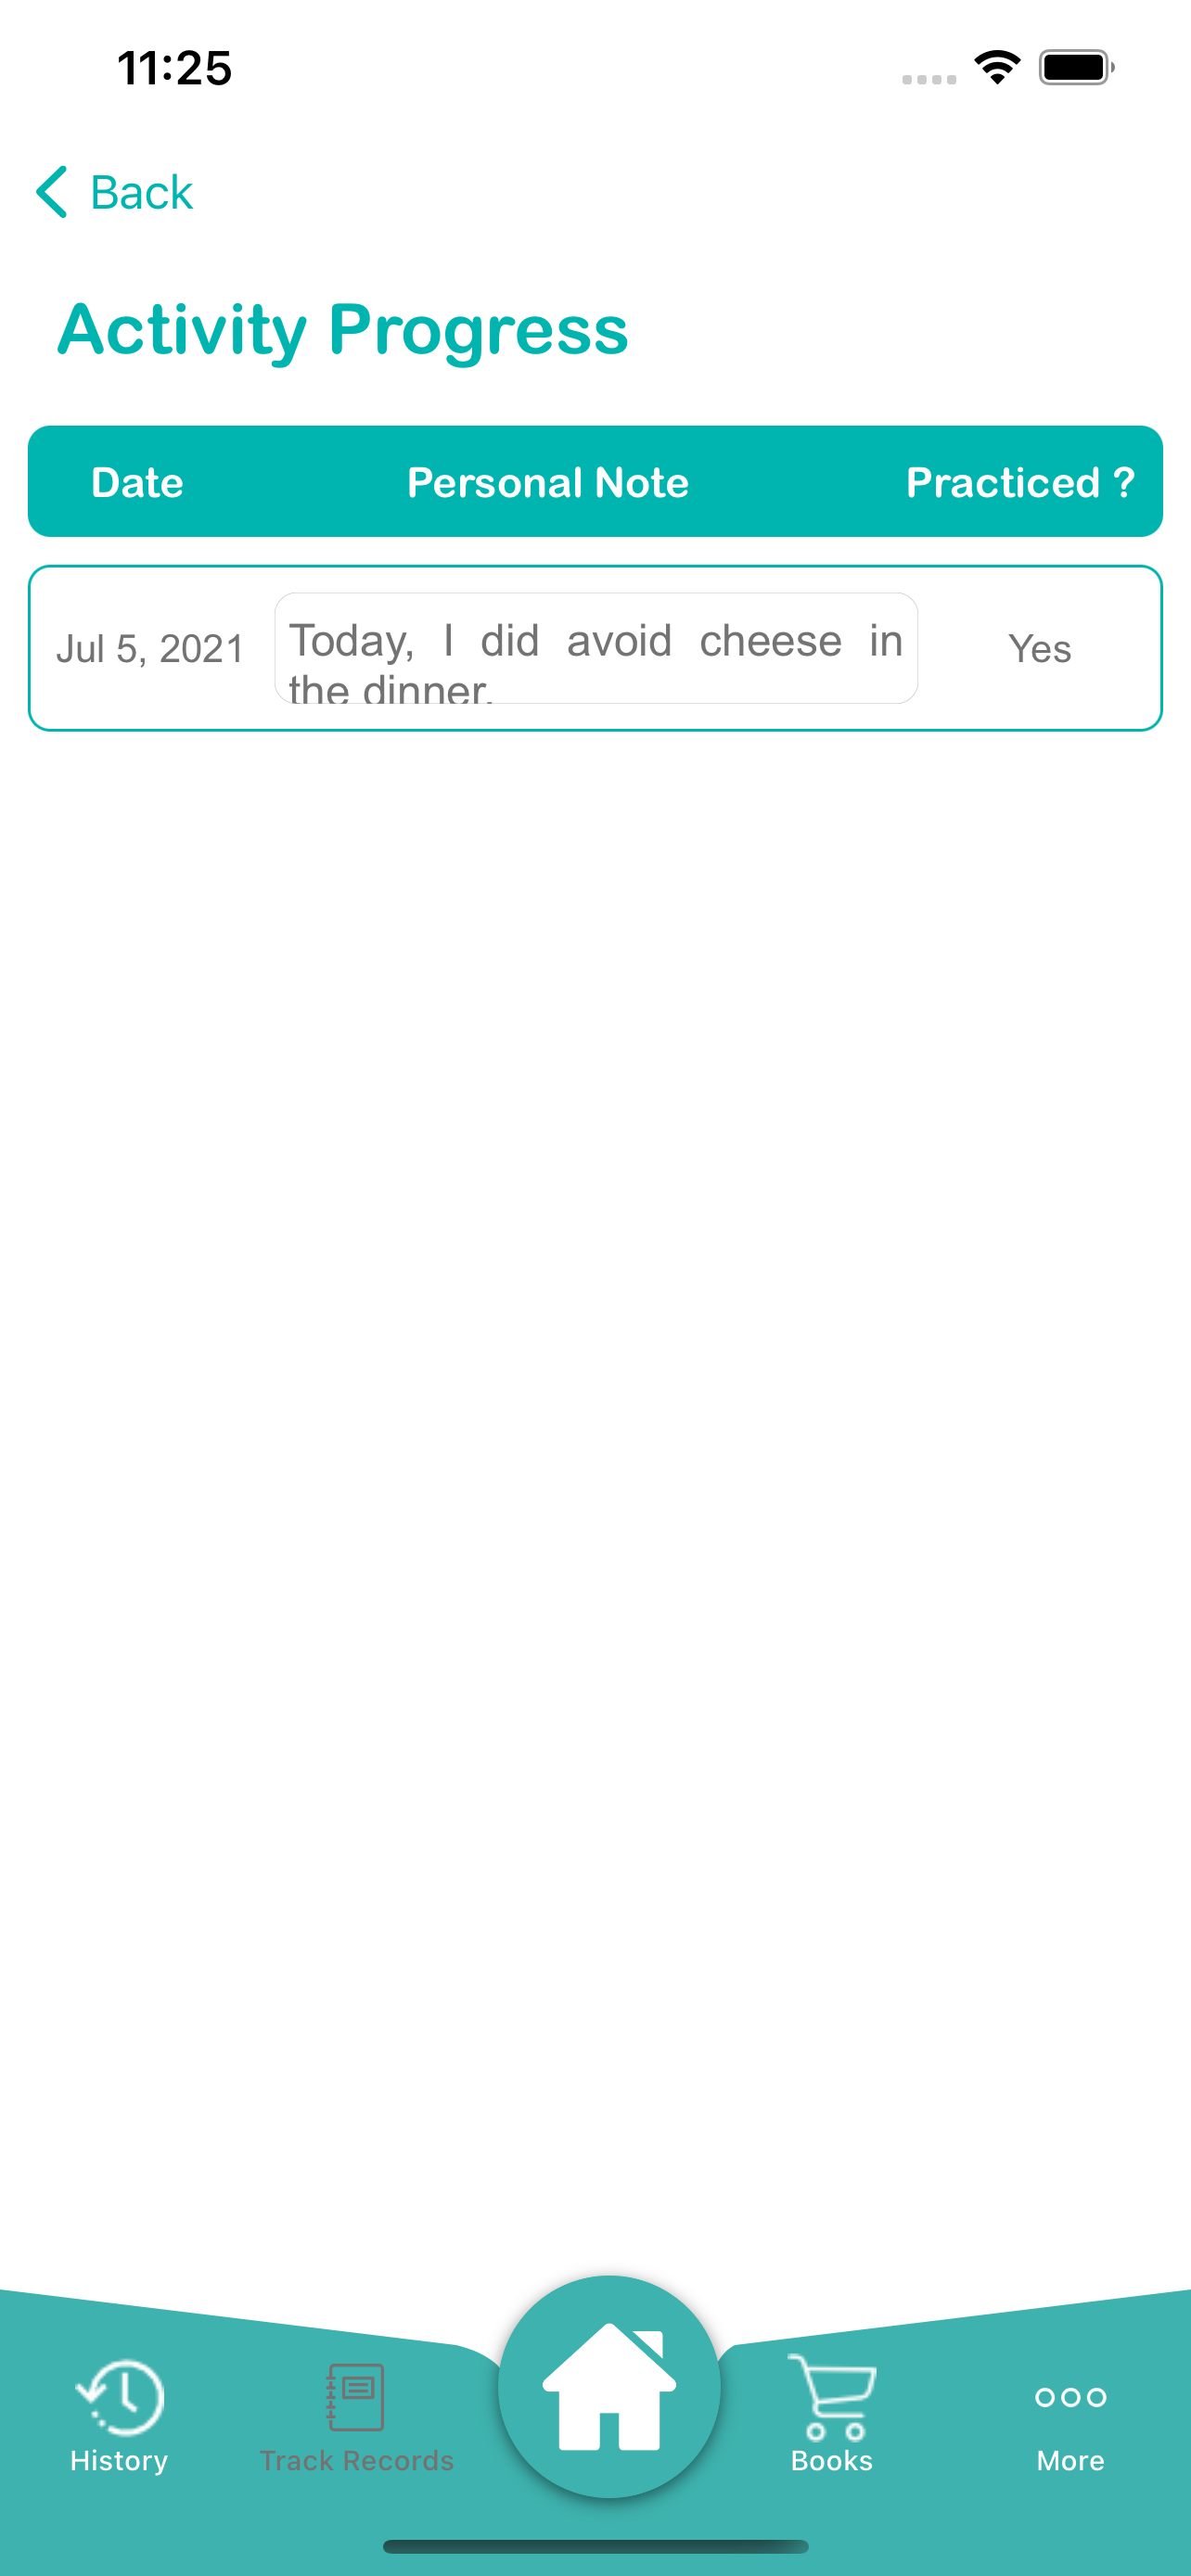 11:25
Back
Activity Progress
Date Personal Note Practiced ?
Jul 5, 2021 Today, I did avoid cheese in Yes
the dinner.
History Track Records Books More